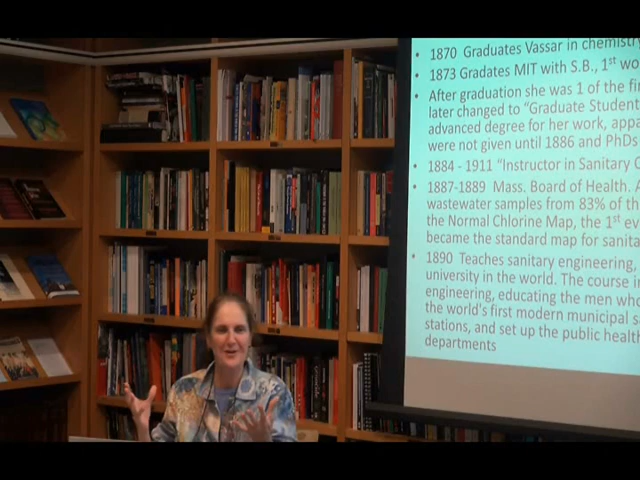 • 1870 Graduates Vassar in chemistry
• 1873 Gradates MIT with S.B., 1st wo
• After graduation she was 1 of the fir
later changed to "Graduate Student
advanced degree for her work, appa
were not given until 1886 and PhDs
• 1884 - 1911 "Instructor in Sanitary C
• 1887-1889 Mass. Board of Health. A
wastewater samples from 83% of th
the Normal Chlorine Map, the 1st ev
became the standard map for sanita
• 1890 Teaches sanitary engineering,
university in the world. The course in
engineering, educating the men who
the world's first modern municipal s
stations, and set up the public health
departments